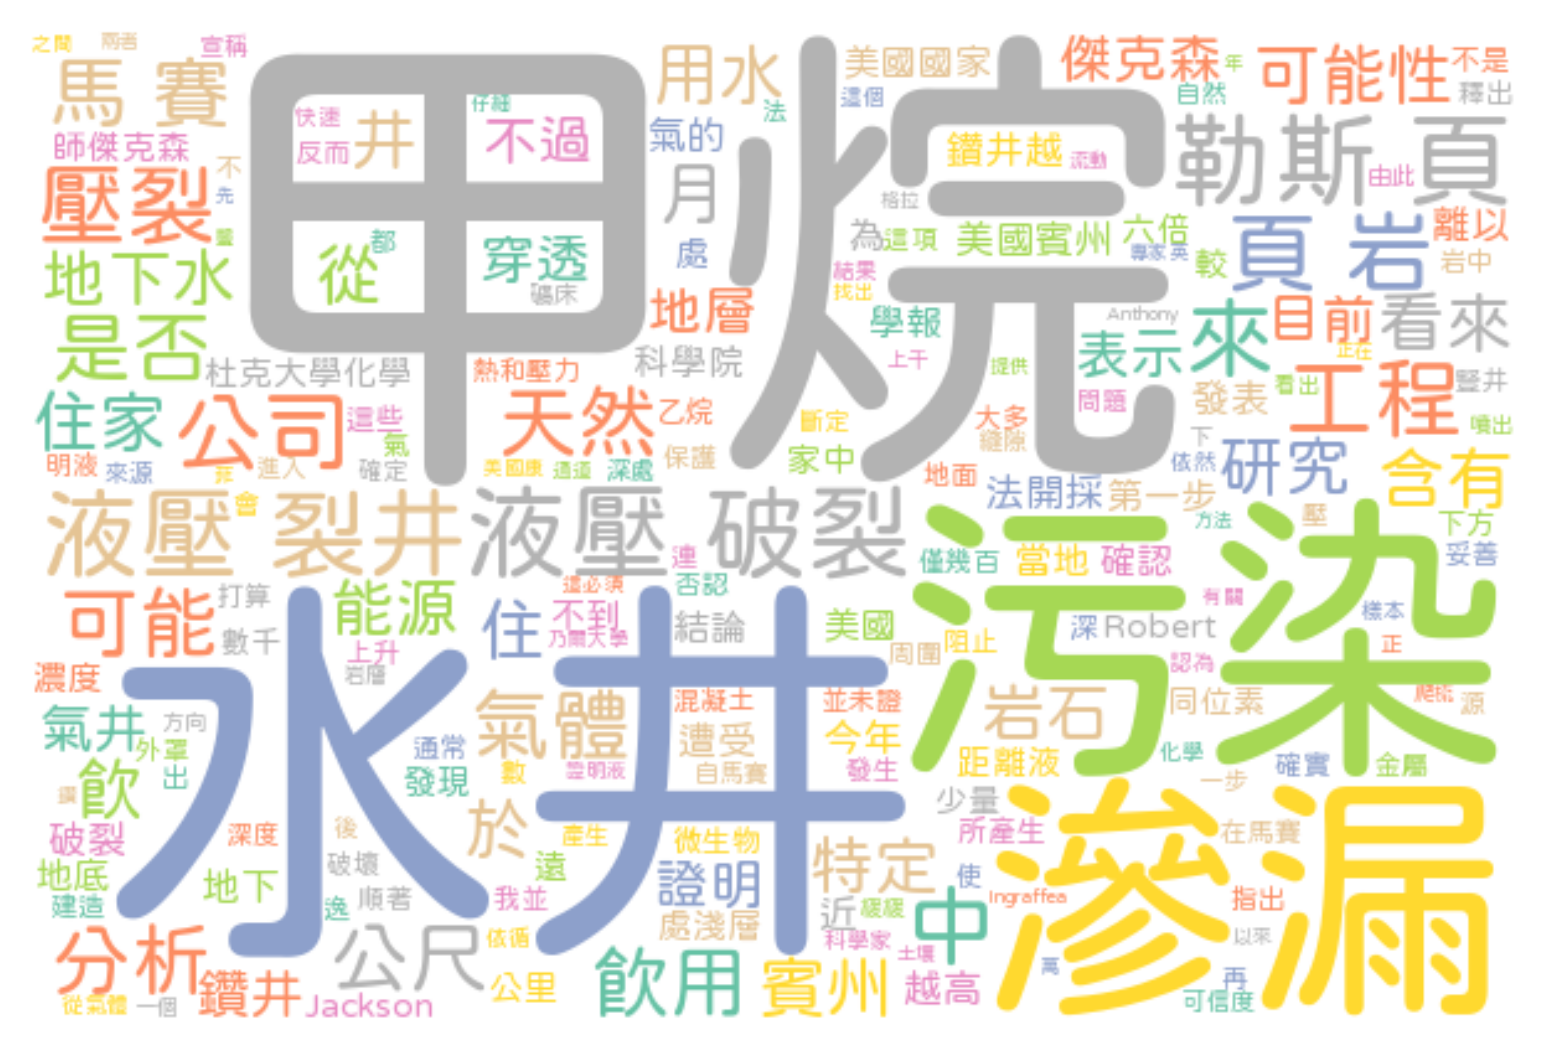 之間
兩者
宣稱
馬 賽
用水
美國國家
傑克森
年
可能性
不是
釋出
甲烷
快速
仔細
井
不過
反而
法
這個
自然
氣的
鑽井越
流動
勒斯 頁
由此
師傑克森
不
先
壓裂
月
格拉
為
這項
美國賓州
六倍
專家 英
較
頁 岩
離以
岩中
都
從
穿透
礦床
處
結果
找出
地下水
地層
學報
Anthony
表示
來
目前
看來
正在
是否
杜克大學化學
熱和壓力
科學院
上千
提供
問題
發表
看出
工程
豎井
噴出
住家
公司
這些
氣
天然
乙烷
斷定
大多
縫隙
下
依然
研究
含有
明液
來源
進入
確定
美國康
通道
深處
保護
家中
地面
法開採
第一步
液壓 裂井
會
液壓 破裂
連
方法
壓
下方
妥善
僅幾百
當地
確認
污染
可能
打算
數千
能源
上升
岩層
住
這必須
不到
乃爾大學
否認
結論
美國
周圍
阻止
深
Robert
有關
認為
樣本
正
濃度
水井
氣體
混凝土
並未證
岩石
同位素
爬梳
源
氣井
方向
外罩
出
飲
通常
發現
數
證明液
遭受
自馬賽
今年
發生
距離液
化學
一步
確實
金屬
破裂
深度
後
破壞
於
產生
微生物
少量
所產生
滲漏
在馬賽
地底
建造
地下
逸
順著
遠
我並
證明
特定
使
近
緩緩
中
Ingraffea
指出
以來
分析
公尺
依循
處淺層
科學家
土壤
萬
從氣體
一個
鑽井
Jackson
公里
飲用
賓州
越高
再
可信度